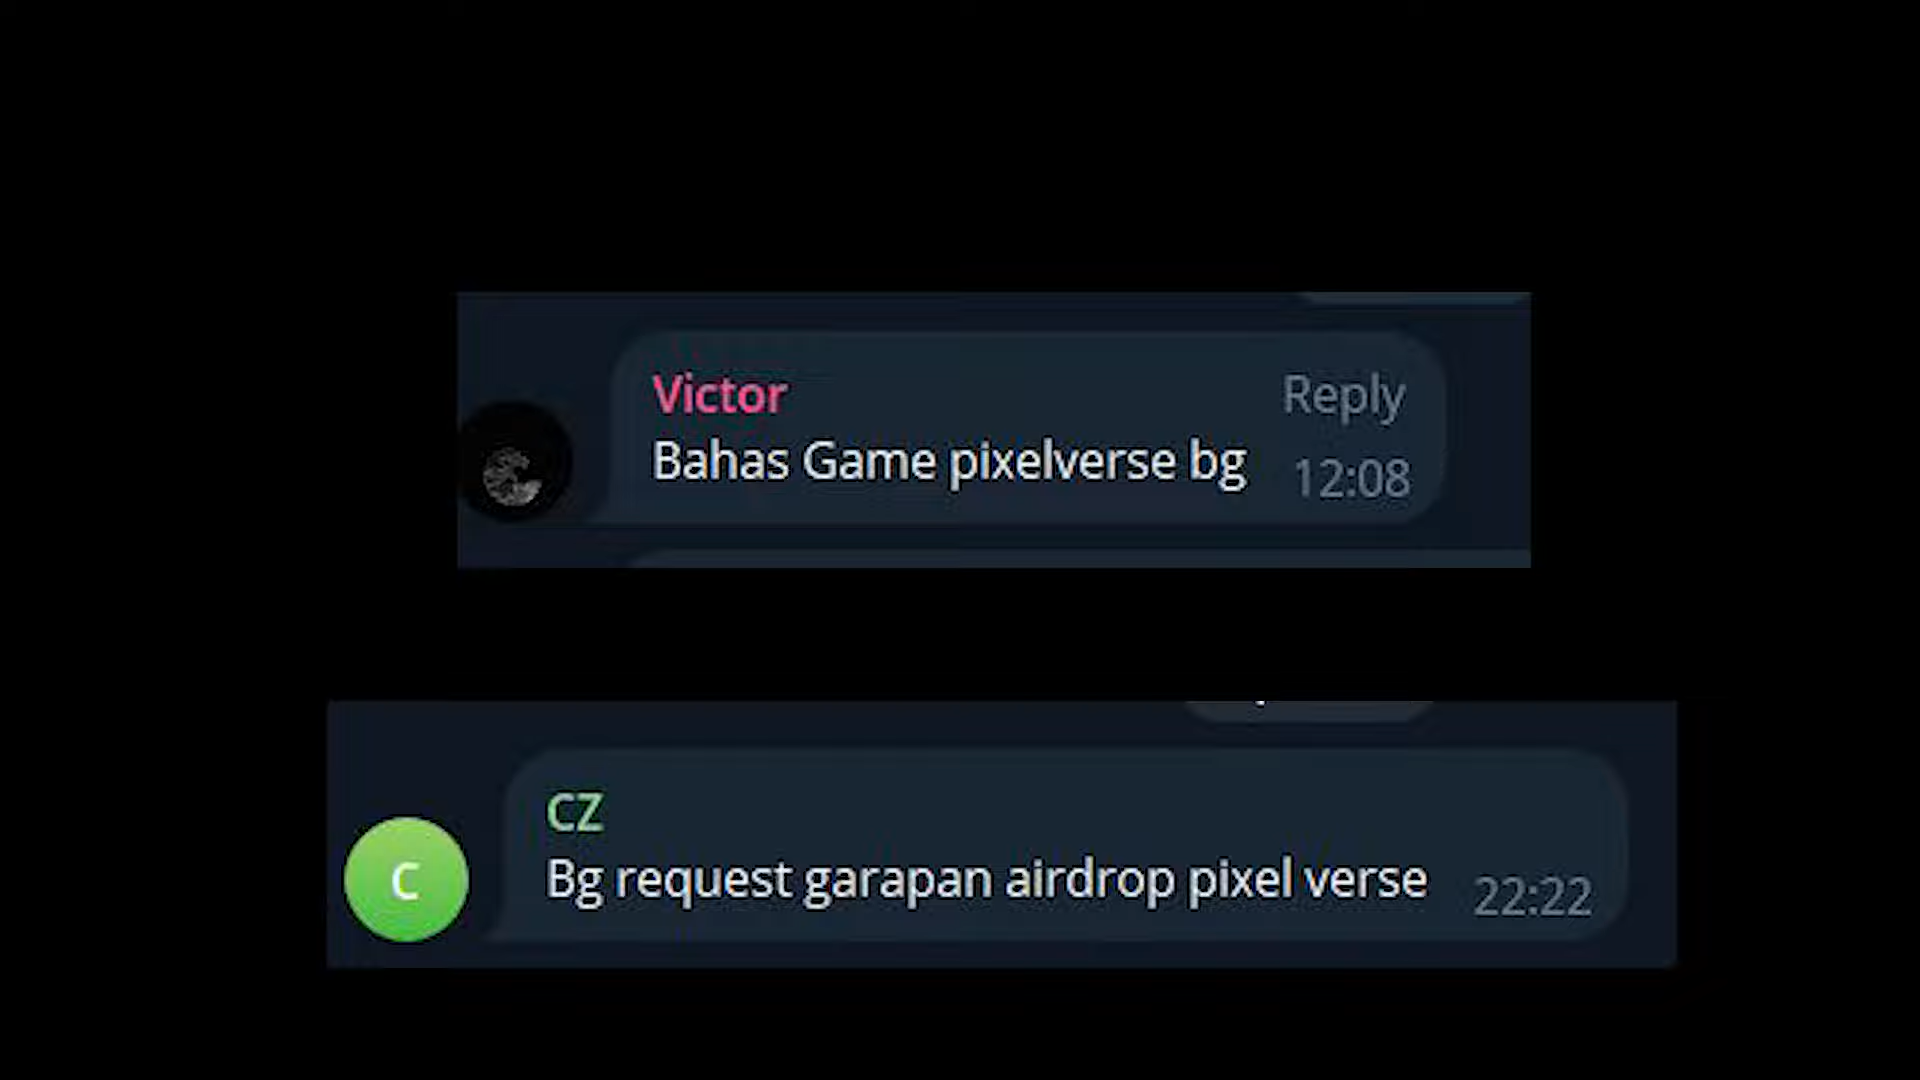 Victor
Reply
Bahas Game pixelverse bg
12:08
CZ
C
Bg request garapan airdrop pixel verse
22:22